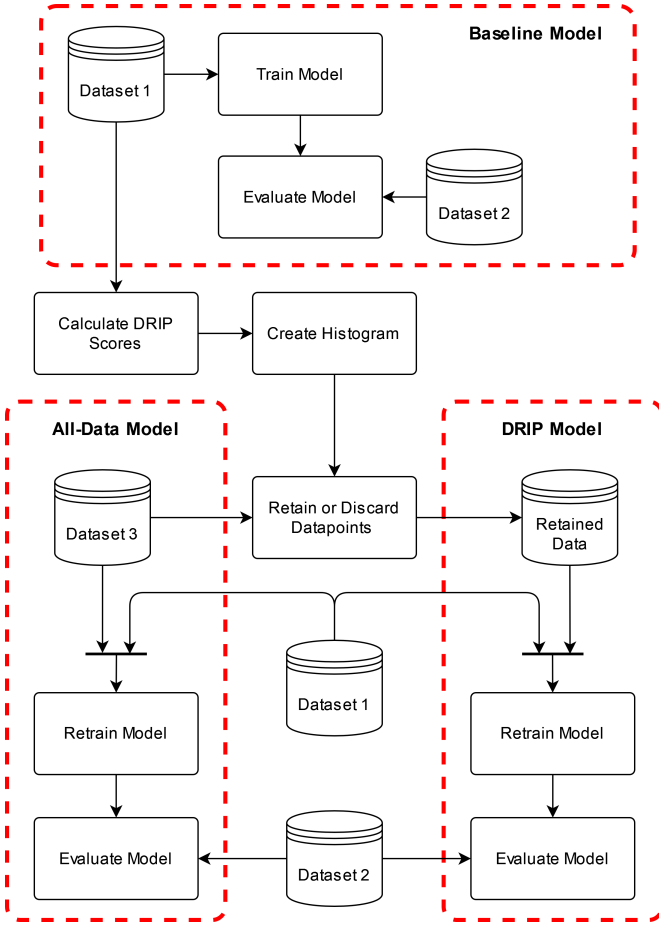 Baseline Model
Dataset 1
Train Model
Evaluate Model
Dataset 2
Calculate DRIP
Scores
Create Histogram
All-Data Model
DRIP Model
Dataset 3
Retain or Discard
Datapoints
Retained
Data
Dataset 1
Retrain Model
Retrain Model
Evaluate Model
Dataset 2
Evaluate Model